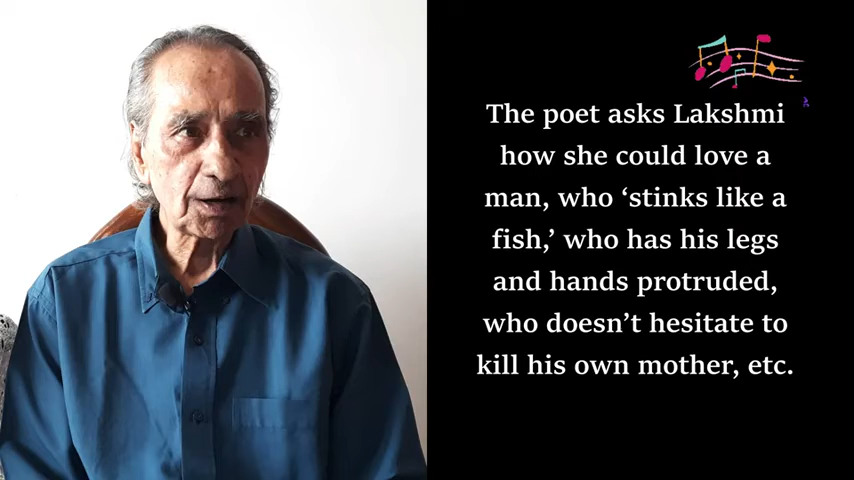 The poet asks Lakshmi
how she could love a
man, who ‘stinks like a
fish,’ who has his legs
and hands protruded,
who doesn’t hesitate to
kill his own mother, etc.